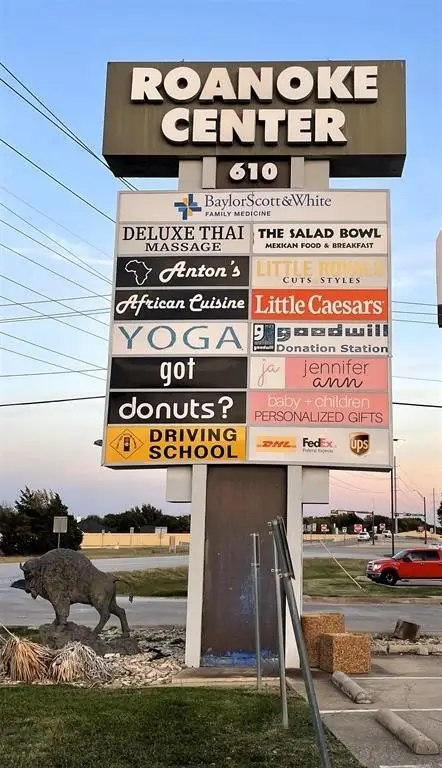 ROANOKE
CENTER
610
BaylorScott&White
FAMILY MEDICINE
DELUXE THAI
MASSAGE
THE SALAD BOWL
MEXICAN FOOD & BREAKFAST
Anton's
African Cuisine
LITTLE ROYALS
CUTS STYLES
Little Caesars
YOGA
goodwill
Donation Station
got
donuts?
ja jennifer
ann
baby + children
PERSONALIZED GIFTS
DRIVING
SCHOOL
DHL
FedEx
Federal Express
ups